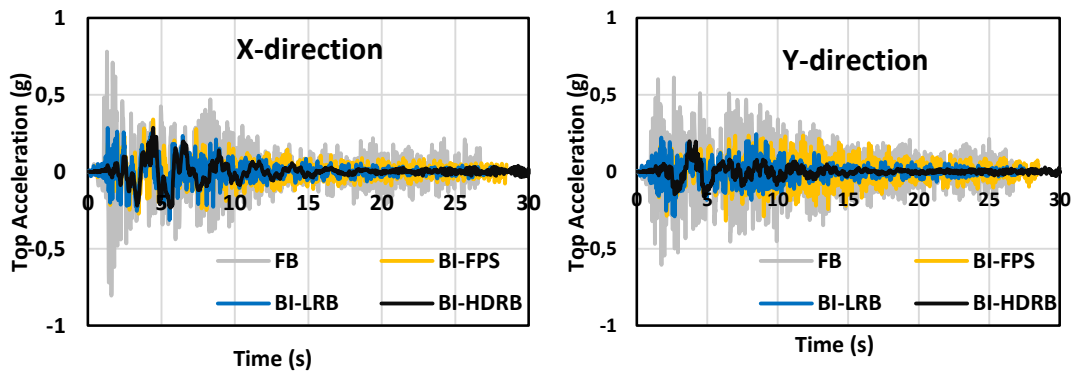 X-direction
Top Acceleration (g)
1
0,5
0
-0,5
-1
0 5 10 15 20 25 30
FB BI-FPS
BI-LRB BI-HDRB
Time (s)
Y-direction
Top Acceleration (g)
1
0,5
0
-0,5
-1
0 5 10 15 20 25 30
FB BI-FPS
BI-LRB BI-HDRB
Time (s)